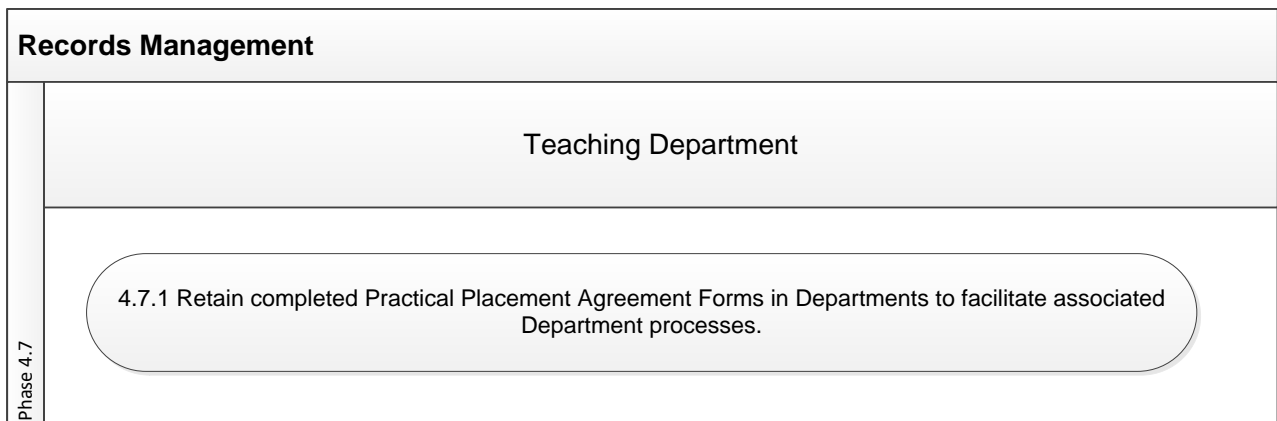 Records Management
Teaching Department
4.7.1 Retain completed Practical Placement Agreement Forms in Departments to facilitate associated
Department processes.
Phase 4.7